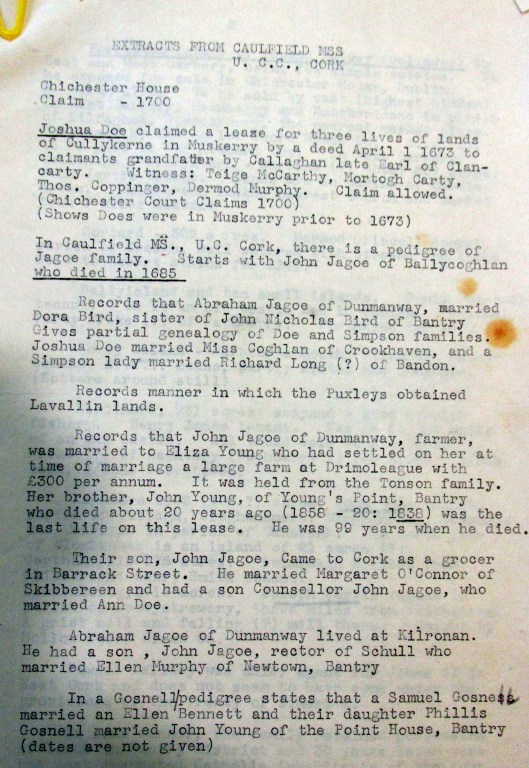 EXTRACTS FROM CAULFIELD MSS
U. C.C., CORK
Chichester House
Claim - 1700
Joshua Doe claimed a lease for three lives of lands
of Cullykerne in Muskerry by a deed April 1 1673 to
claimants grandfather by Callaghan late Earl of Clan-
carty. Witness: Teige McCarthy, Mortogh Carty,
Thos. Coppinger, Dermod Murphy. Claim allowed.
(Chichester Court Claims 1700)
(Shows Does were in Muskerry prior to 1673)
In Caulfield MS., U.C. Cork, there is a pedigree of
Jagoe family. Starts with John Jagoe of Ballycoghlan
who died in 1685
Records that Abraham Jagoe of Dunmanway, married
Dora Bird, sister of John Nicholas Bird of Bantry
Gives partial genealogy of Doe and Simpson families.
Joshua Doe married Miss Coghlan of Crookhaven, and a
Simpson lady married Richard Long (?) of Bandon.
Records manner in which the Puxleys obtained
Lavallin lands.
Records that John Jagoe of Dunmanway, farmer,
was married to Eliza Young who had settled on her at
time of marriage a large farm at Drimoleague with
£300 per annum. It was held from the Tonson family.
Her brother, John Young, of Young's Point, Bantry
who died about 20 years ago (1858 - 20: 1838) was the
last life on this lease. He was 99 years when he died.
Their son, John Jagoe, Came to Cork as a grocer
in Barrack Street. He married Margaret O'Connor of
Skibbereen and had a son Counsellor John Jagoe, who
married Ann Doe.
Abraham Jagoe of Dunmanway lived at Kilronan.
He had a son , John Jagoe, rector of Schull who
married Ellen Murphy of Newtown, Bantry
In a Gosnell/pedigree states that a Samuel Gosnell
married an Ellen Bennett and their daughter Phillis
Gosnell married John Young of the Point House, Bantry
(dates are not given)